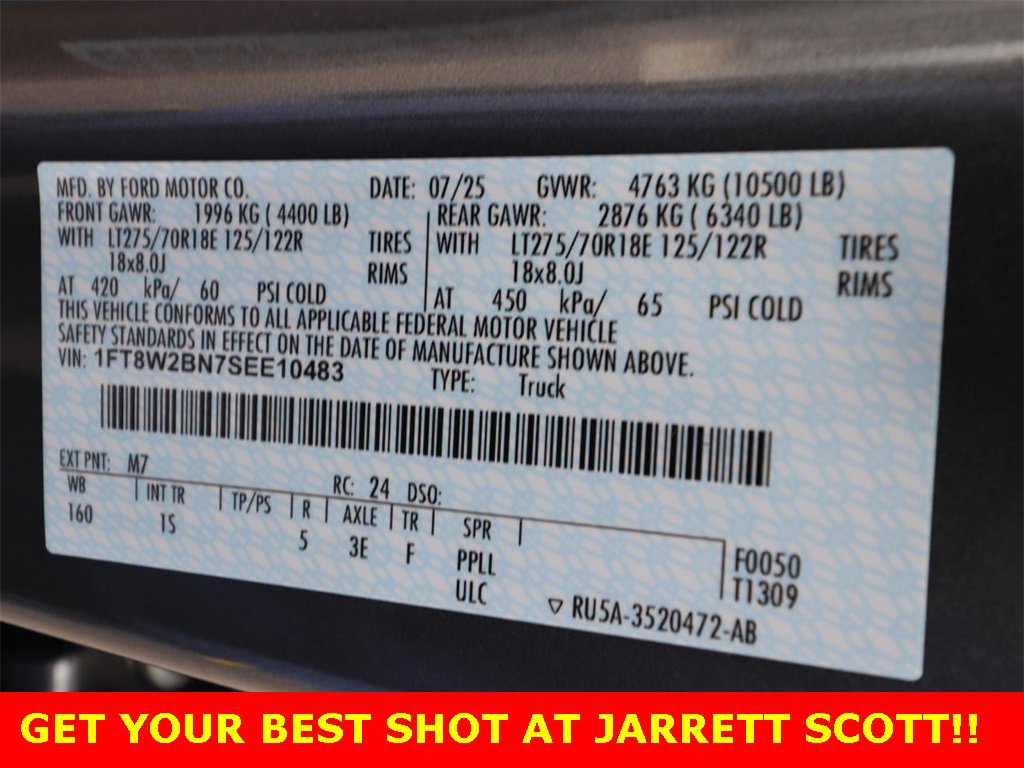 MFD. BY FORD MOTOR CO. DATE: 07/25 GVWR: 4763 KG (10500 LB)
FRONT GAWR: 1996 KG ( 4400 LB) REAR GAWR: 2876 KG ( 6340 LB)
WITH LT275/70R18E 125/122R TIRES WITH LT275/70R18E 125/122R TIRES
18x8.0J RIMS 18x8.0J RIMS
AT 420 kPa/ 60 PSI COLD AT 450 kPa/ 65 PSI COLD
THIS VEHICLE CONFORMS TO ALL APPLICABLE FEDERAL MOTOR VEHICLE
SAFETY STANDARDS IN EFFECT ON THE DATE OF MANUFACTURE SHOWN ABOVE.
VIN: 1FT8W2BN7SEE10483 TYPE: Truck
EXT PNT: M7 RC: 24 DSO:
WB INT TR TP/PS R AXLE TR SPR
160 1S 5 3E F PPLL F0050
ULC T1309
RU5A-3520472-AB
GET YOUR BEST SHOT AT JARRETT SCOTT!!